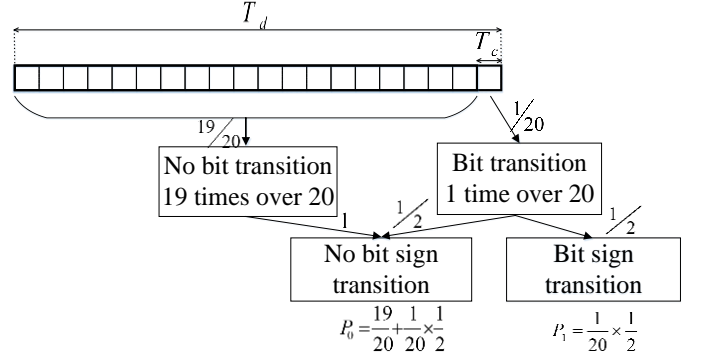 T_d
T_c
19/20
1/20
No bit transition
19 times over 20
Bit transition
1 time over 20
1
1/2
1/2
No bit sign
transition
Bit sign
transition
P_0 = 19/20 + 1/20 × 1/2
P_1 = 1/20 × 1/2